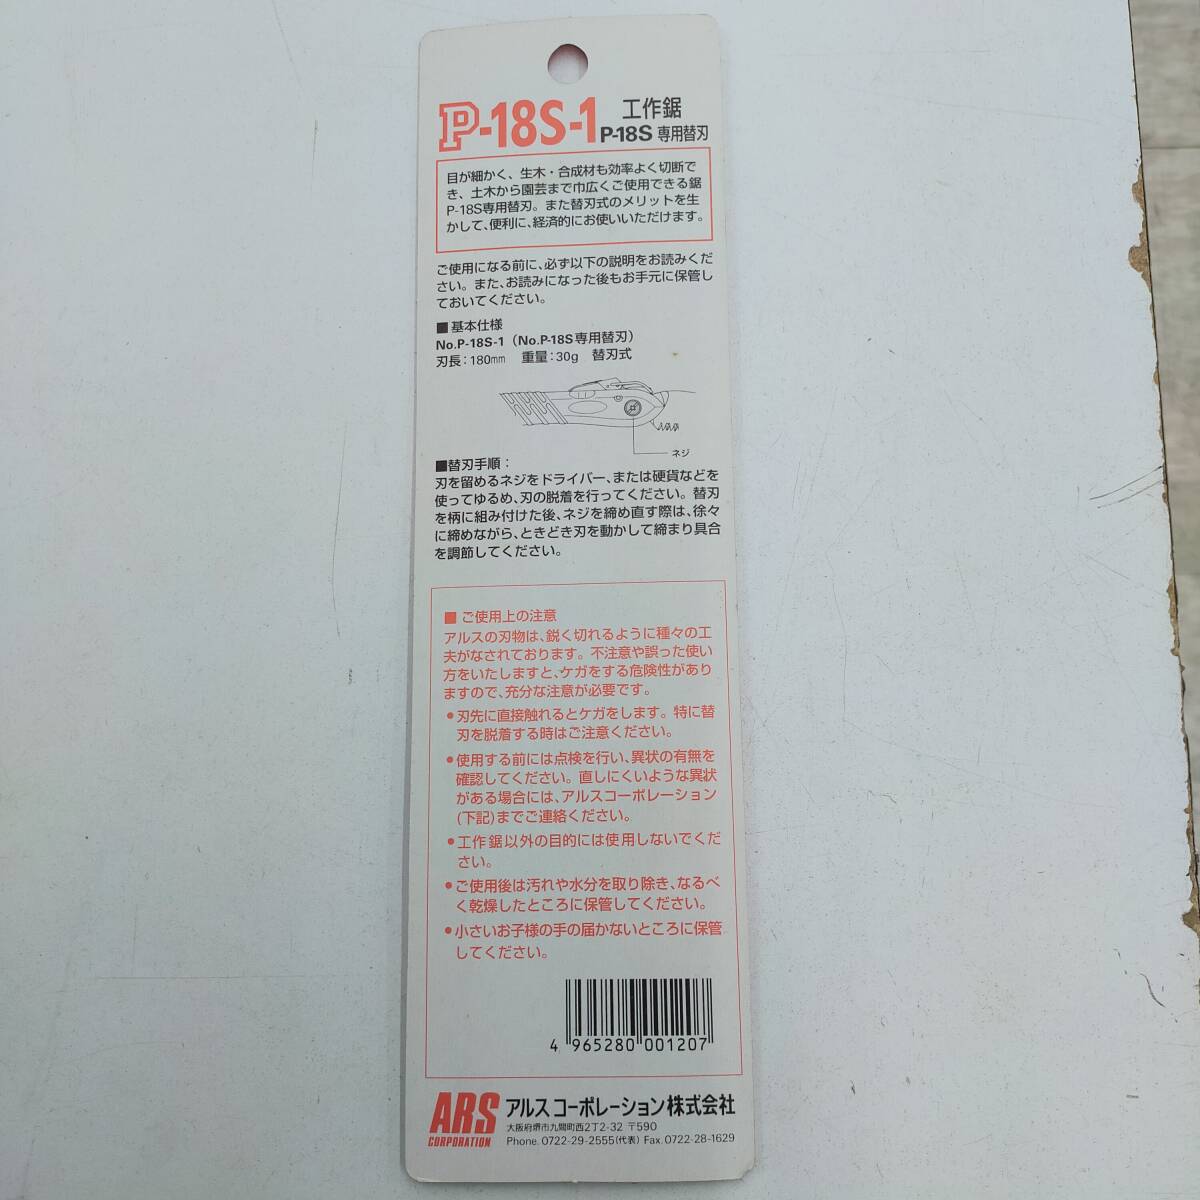 P-18S-1 工作鋸
P-18S 専用替刃
目が細かく、生木・合成材も効率よく切断で
き、土木から園芸まで巾広くご使用できる鋸
P-18S専用替刃。また替刃式のメリットを生
かして、便利に、経済的にお使いいただけます。
ご使用になる前に、必ず以下の説明をお読みくだ
さい。また、お読みになった後もお手元に保管し
ておいてください。
■基本仕様
No.P-18S-1（No.P-18S専用替刃）
刃長：180mm 重量：30g 替刃式
ネジ
■替刃手順：
刃を留めるネジをドライバー、または硬貨などを
使ってゆるめ、刃の脱着を行ってください。替刃
を柄に組み付けた後、ネジを締め直す際は、徐々
に締めながら、ときどき刃を動かして締まり具合
を調節してください。
■ご使用上の注意
アルスの刃物は、鋭く切れるように種々の工
夫がなされております。不注意や誤った使い
方をいたしますと、ケガをする危険性があり
ますので、充分な注意が必要です。
●刃先に直接触れるとケガをします。特に替
刃を脱着する時はご注意ください。
●使用する前には点検を行い、異状の有無を
確認してください。直しにくいような異状
がある場合には、アルスコーポレーション
(下記)までご連絡ください。
●工作鋸以外の目的には使用しないでくだ
さい。
●ご使用後は汚れや水分を取り除き、なるべ
く乾燥したところに保管してください。
●小さいお子様の手の届かないところに保管
してください。
4 965280 001207
ARS アルスコーポレーション株式会社
CORPORATION 大阪府堺市九間町西2丁2-32 〒590
Phone. 0722-29-2555(代表) Fax. 0722-28-1629